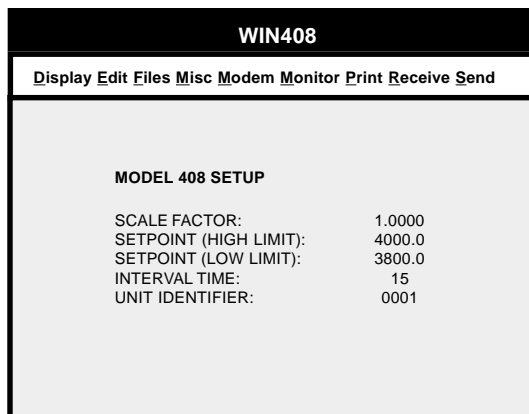 WIN408
Display Edit Files Misc Modem Monitor Print Receive Send
MODEL 408 SETUP
SCALE FACTOR: 1.0000
SETPOINT (HIGH LIMIT): 4000.0
SETPOINT (LOW LIMIT): 3800.0
INTERVAL TIME: 15
UNIT IDENTIFIER: 0001